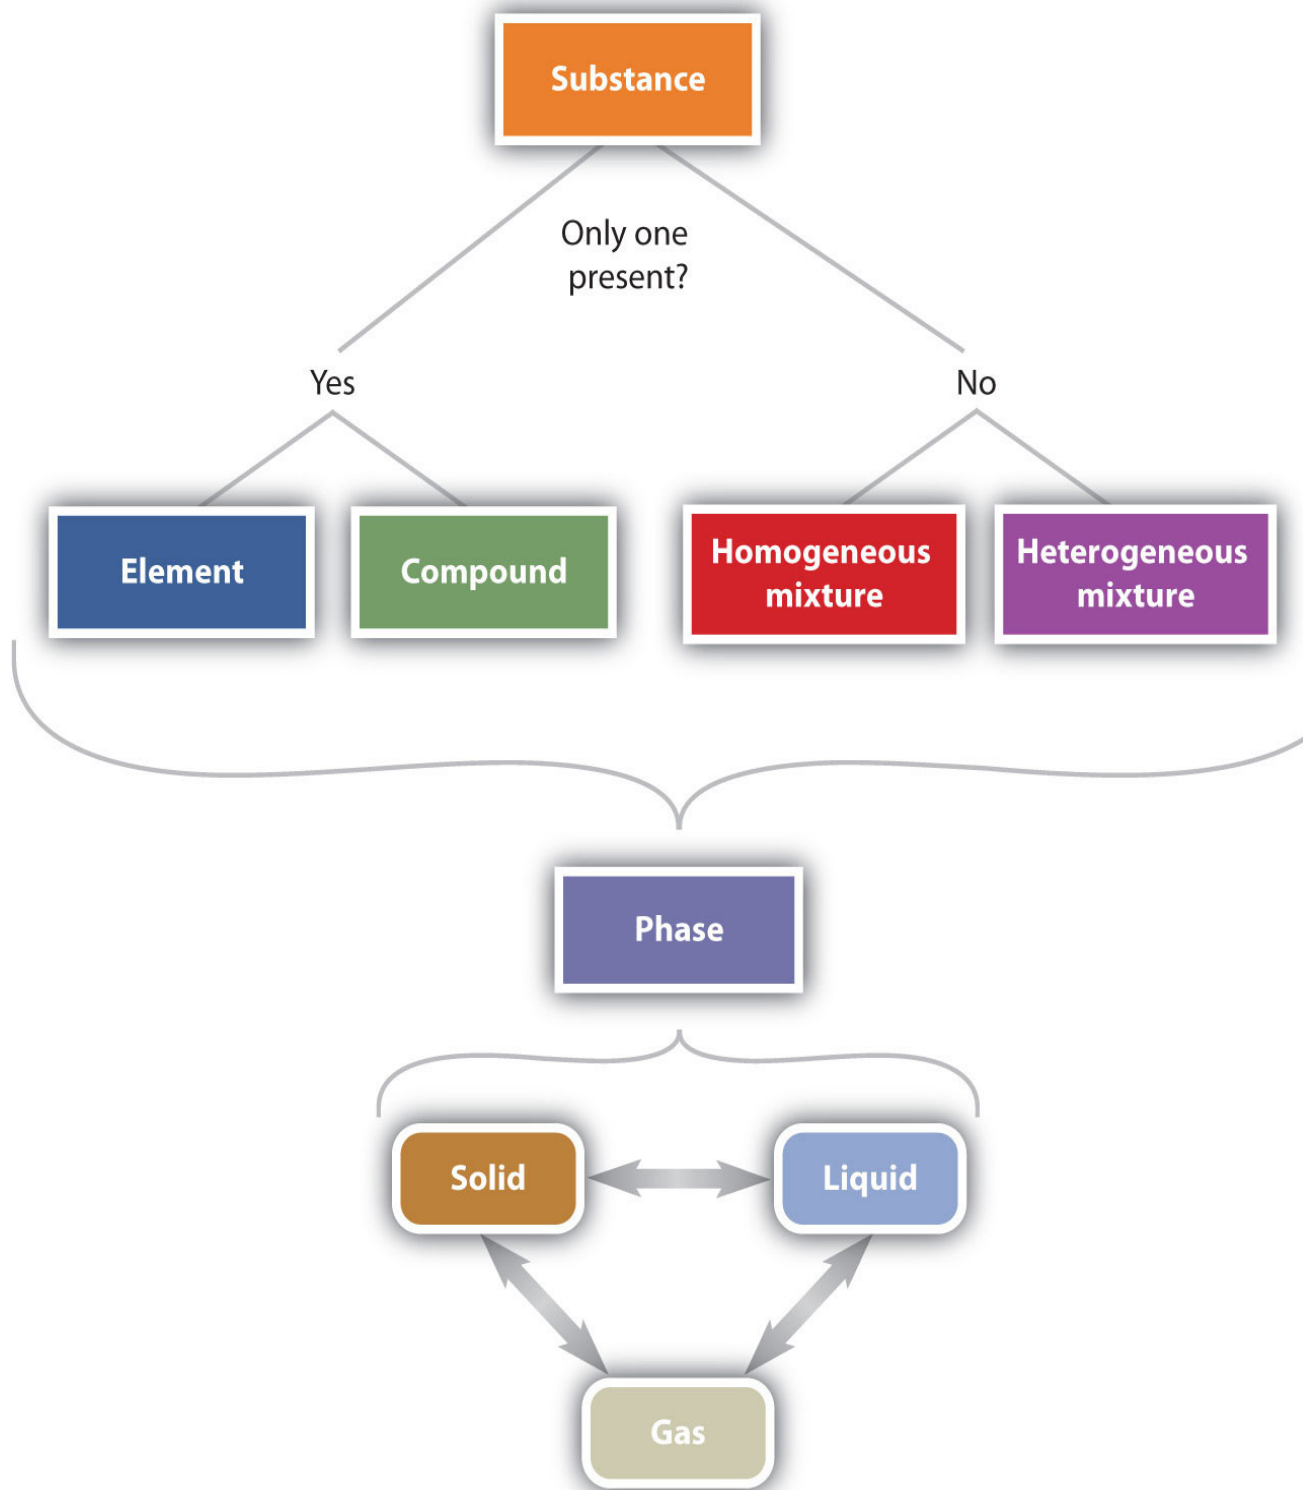 Substance
Only one
present?
Yes
No
Element
Compound
Homogeneous
mixture
Heterogeneous
mixture
Phase
Solid
Liquid
Gas